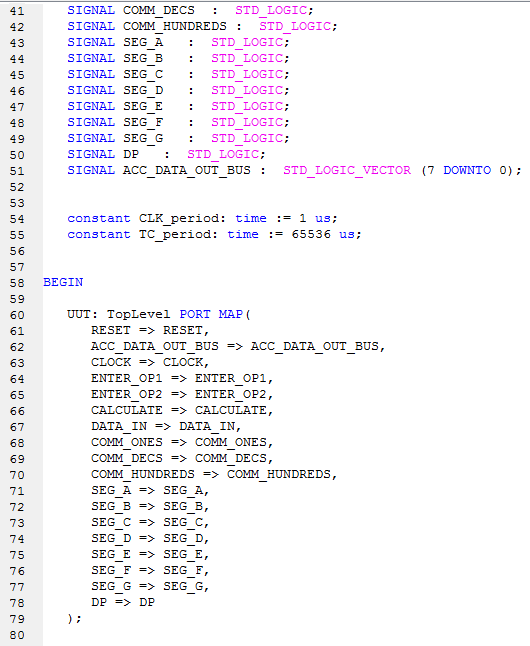 41 SIGNAL COMM_DECS : STD_LOGIC;
42 SIGNAL COMM_HUNDREDS : STD_LOGIC;
43 SIGNAL SEG_A : STD_LOGIC;
44 SIGNAL SEG_B : STD_LOGIC;
45 SIGNAL SEG_C : STD_LOGIC;
46 SIGNAL SEG_D : STD_LOGIC;
47 SIGNAL SEG_E : STD_LOGIC;
48 SIGNAL SEG_F : STD_LOGIC;
49 SIGNAL SEG_G : STD_LOGIC;
50 SIGNAL DP : STD_LOGIC;
51 SIGNAL ACC_DATA_OUT_BUS : STD_LOGIC_VECTOR (7 DOWNTO 0);
52
53
54 constant CLK_period: time := 1 us;
55 constant TC_period: time := 65536 us;
56
57
58 BEGIN
59
60 UUT: TopLevel PORT MAP(
61 RESET => RESET,
62 ACC_DATA_OUT_BUS => ACC_DATA_OUT_BUS,
63 CLOCK => CLOCK,
64 ENTER_OP1 => ENTER_OP1,
65 ENTER_OP2 => ENTER_OP2,
66 CALCULATE => CALCULATE,
67 DATA_IN => DATA_IN,
68 COMM_ONES => COMM_ONES,
69 COMM_DECS => COMM_DECS,
70 COMM_HUNDREDS => COMM_HUNDREDS,
71 SEG_A => SEG_A,
72 SEG_B => SEG_B,
73 SEG_C => SEG_C,
74 SEG_D => SEG_D,
75 SEG_E => SEG_E,
76 SEG_F => SEG_F,
77 SEG_G => SEG_G,
78 DP => DP
79 );
80